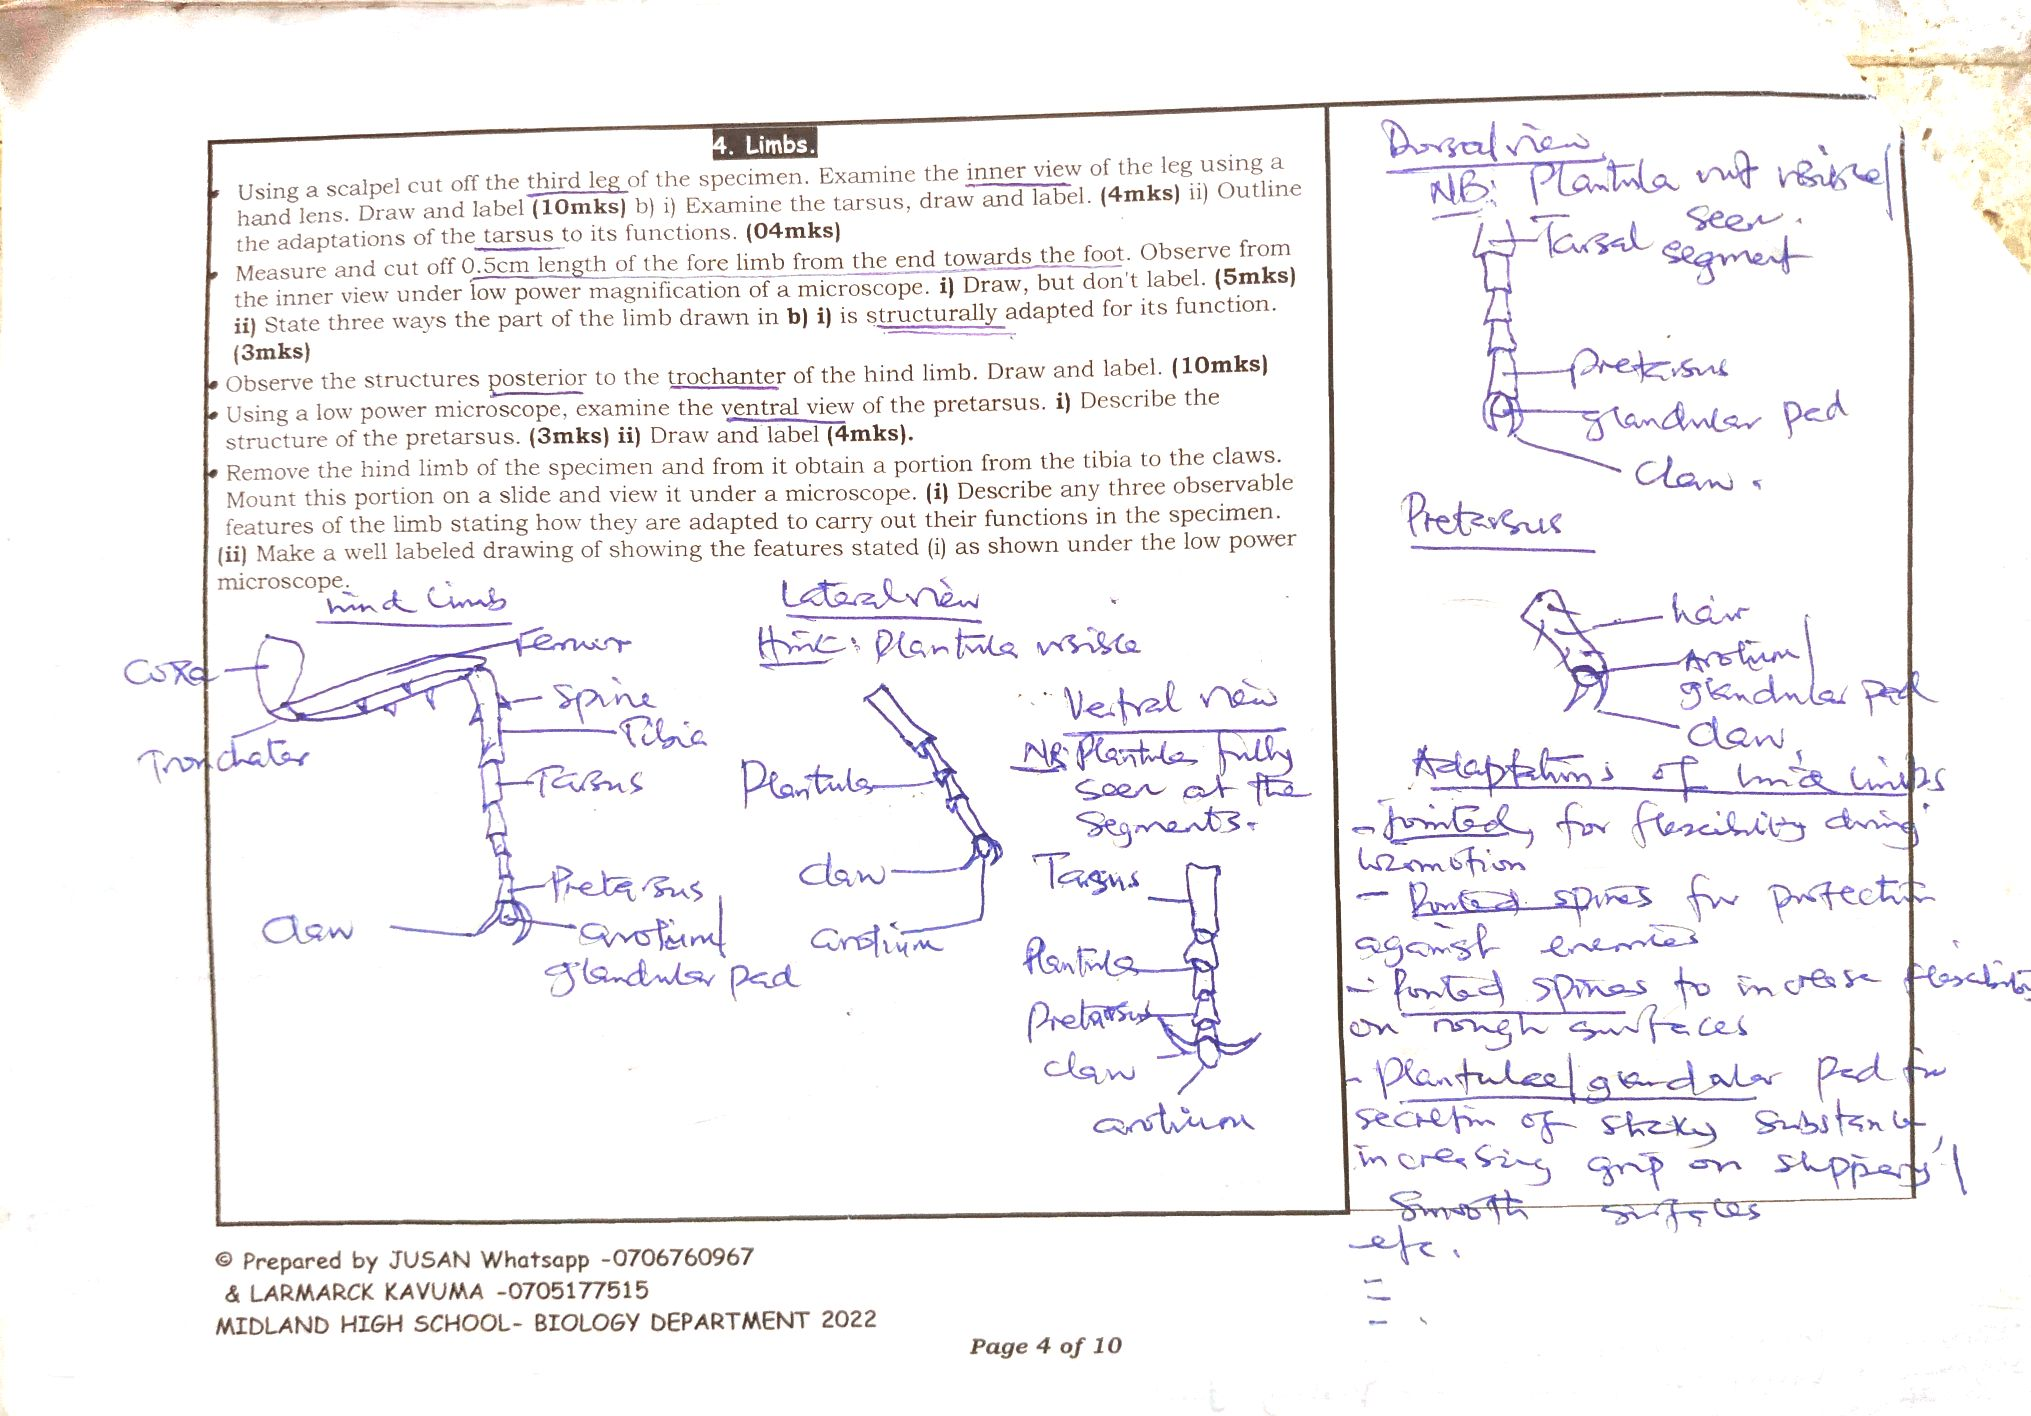 4. Limbs.
• Using a scalpel cut off the third leg of the specimen. Examine the inner view of the leg using a
hand lens. Draw and label (10mks) b) i) Examine the tarsus, draw and label. (4mks) ii) Outline
the adaptations of the tarsus to its functions. (04mks)
• Measure and cut off 0.5cm length of the fore limb from the end towards the foot. Observe from
the inner view under low power magnification of a microscope. i) Draw, but don't label. (5mks)
ii) State three ways the part of the limb drawn in b) i) is structurally adapted for its function.
(3mks)
• Observe the structures posterior to the trochanter of the hind limb. Draw and label. (10mks)
• Using a low power microscope, examine the ventral view of the pretarsus. i) Describe the
structure of the pretarsus. (3mks) ii) Draw and label (4mks).
• Remove the hind limb of the specimen and from it obtain a portion from the tibia to the claws.
Mount this portion on a slide and view it under a microscope. (i) Describe any three observable
features of the limb stating how they are adapted to carry out their functions in the specimen.
(ii) Make a well labeled drawing of showing the features stated (i) as shown under the low power
microscope.
hind limb
Coxa
Femur
Spine
Tibia
Tronchater
Tarsus
Pretarsus
Claw
arotium/
glandular pad
Lateral view
Hint: Plantula visible
Plantula
claw
arotium
Ventral view
NB: Plantula fully
seen at the
segments.
Tarsus
Plantula
Pretarsus
claw
arotium
Dorsal view
NB: Plantula not visible/
seen.
Tarsal segment
pretarsus
glandular pad
Claw.
Pretarsus
hair
Arotium/
glandular pad
claw.
Adaptations of hind limbs
- Jointed, for flexibility during
locomotion
- Pointed spines for protection
against enemies
- Pointed spines to increase flexibility
on rough surfaces
- Plantulae/glandular pad for
secretion of sticky substance,
increasing grip on slippery/
smooth surfaces
etc.
© Prepared by JUSAN Whatsapp -0706760967
& LARMARCK KAVUMA -0705177515
MIDLAND HIGH SCHOOL- BIOLOGY DEPARTMENT 2022
Page 4 of 10